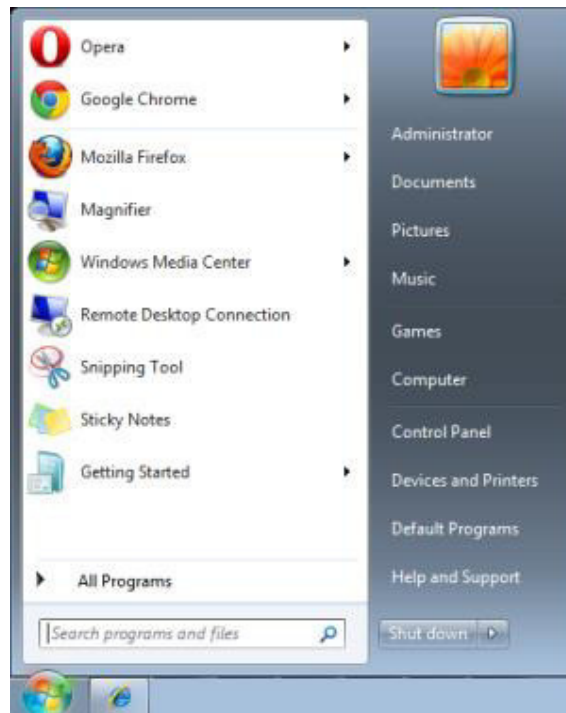 Opera
Google Chrome
Mozilla Firefox
Magnifier
Windows Media Center
Remote Desktop Connection
Snipping Tool
Sticky Notes
Getting Started
All Programs
Search programs and files
Administrator
Documents
Pictures
Music
Games
Computer
Control Panel
Devices and Printers
Default Programs
Help and Support
Shut down